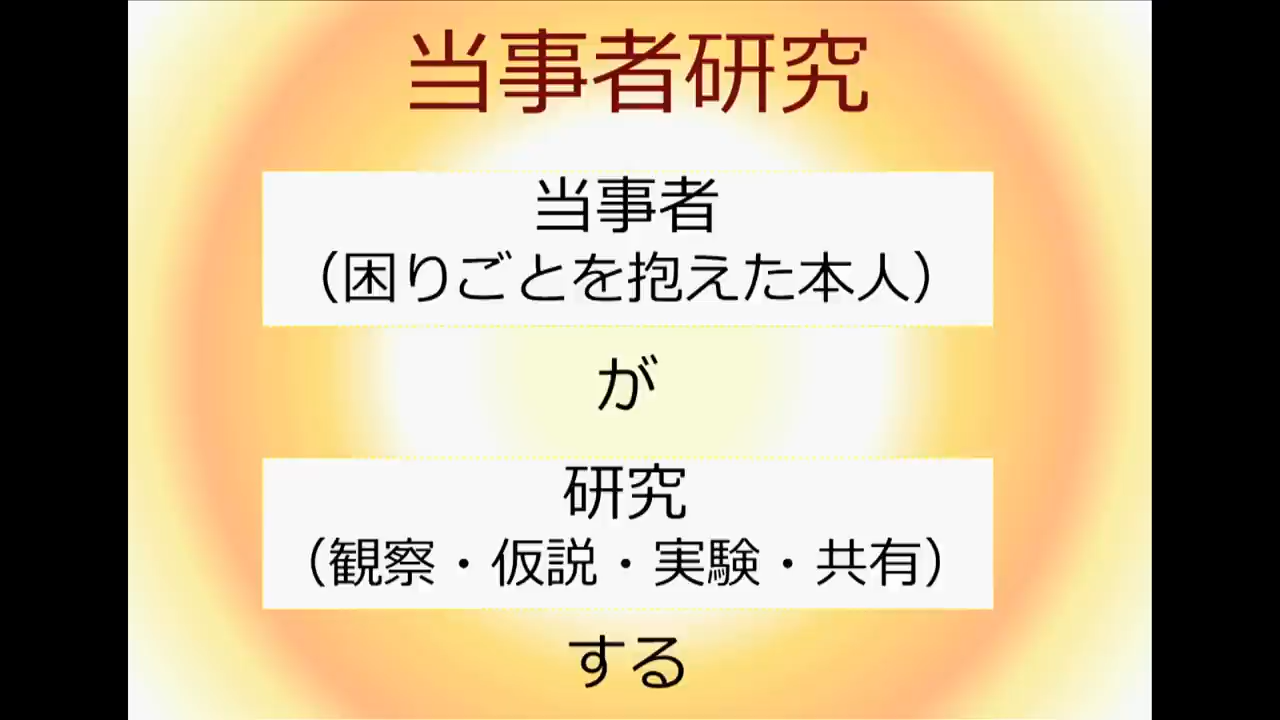 当事者研究
当事者
（困りごとを抱えた本人）
が
研究
（観察・仮説・実験・共有）
する